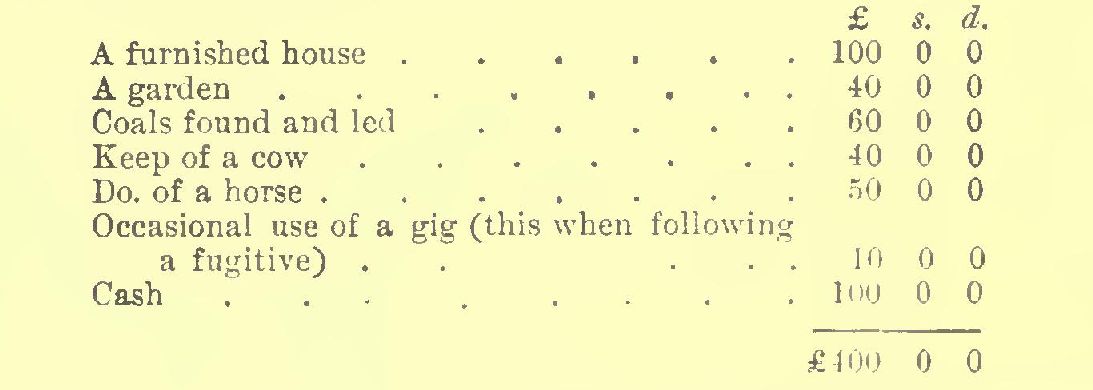 £ s. d.
A furnished house . . . . . . 100 0 0
A garden . . . . . . . . 40 0 0
Coals found and led . . . . . 60 0 0
Keep of a cow . . . . . . . 40 0 0
Do. of a horse . . . . . . . 50 0 0
Occasional use of a gig (this when following
a fugitive) . . . . . 10 0 0
Cash . . . . . . . . 100 0 0
£400 0 0